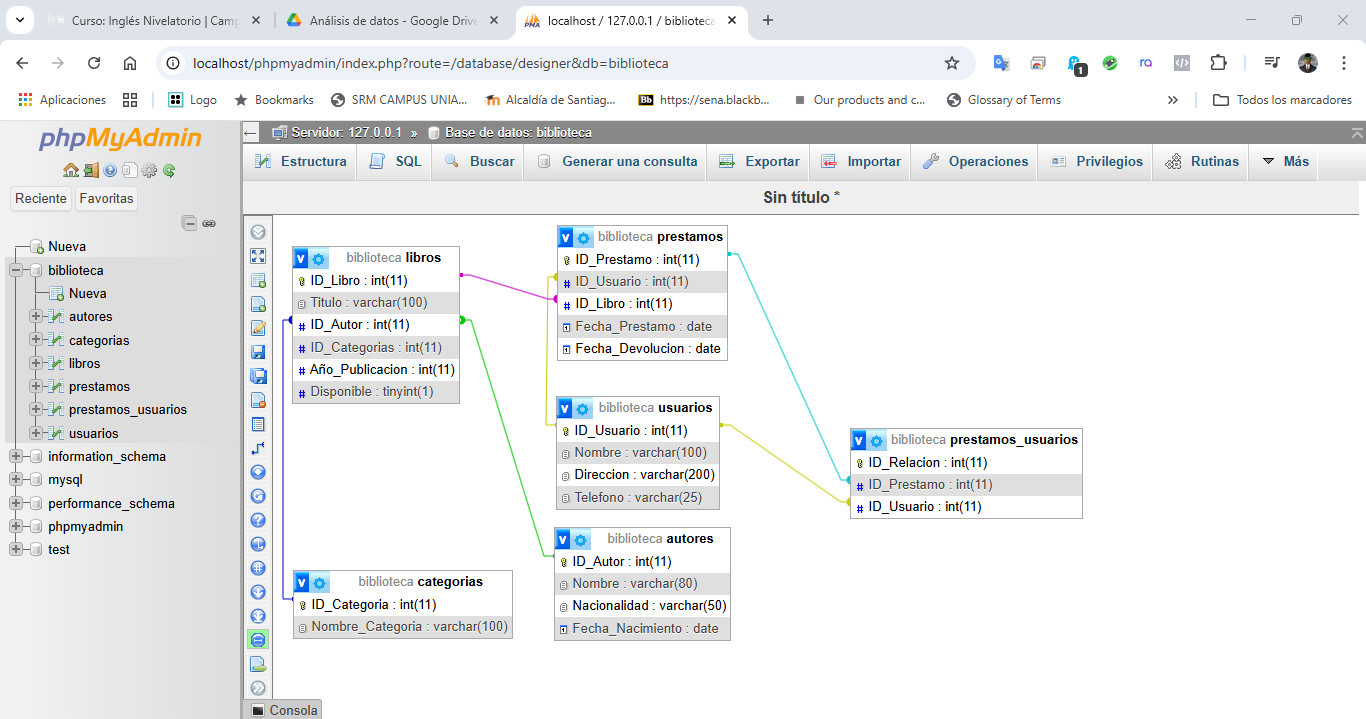 Curso: Inglés Nivelatorio | Cam
Análisis de datos - Google Drive
localhost / 127.0.0.1 / biblioteca
localhost/phpmyadmin/index.php?route=/database/designer&db=biblioteca
1
Aplicaciones
Logo
Bookmarks
SRM CAMPUS UNIA...
Alcaldía de Santiag...
Bb
https://sena.blackb...
Our products and c...
Glossary of Terms
»
Todos los marcadores
phpMyAdmin
Reciente
Favoritas
Nueva
biblioteca
Nueva
autores
categorias
libros
prestamos
prestamos_usuarios
usuarios
information_schema
mysql
performance_schema
phpmyadmin
test
Servidor: 127.0.0.1 » Base de datos: biblioteca
Estructura
SQL
Buscar
Generar una consulta
Exportar
Importar
Operaciones
Privilegios
Rutinas
Más
Sin título *
v biblioteca libros
ID_Libro : int(11)
Titulo : varchar(100)
# ID_Autor : int(11)
# ID_Categorias : int(11)
# Año_Publicacion : int(11)
# Disponible : tinyint(1)
v biblioteca prestamos
ID_Prestamo : int(11)
# ID_Usuario : int(11)
# ID_Libro : int(11)
Fecha_Prestamo : date
Fecha_Devolucion : date
v biblioteca usuarios
ID_Usuario : int(11)
Nombre : varchar(100)
Direccion : varchar(200)
Telefono : varchar(25)
v biblioteca prestamos_usuarios
ID_Relacion : int(11)
# ID_Prestamo : int(11)
# ID_Usuario : int(11)
v biblioteca autores
ID_Autor : int(11)
Nombre : varchar(80)
Nacionalidad : varchar(50)
Fecha_Nacimiento : date
v biblioteca categorias
ID_Categoria : int(11)
Nombre_Categoria : varchar(100)
Consola